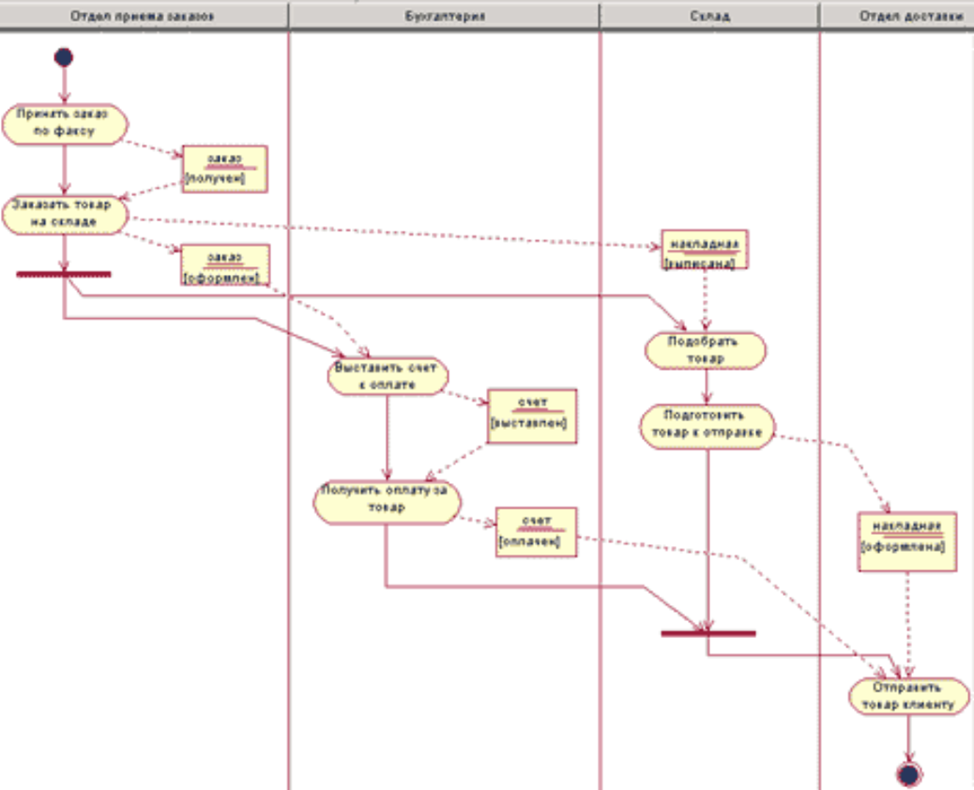 Отдел приема заказов
Бухгалтерия
Склад
Отдел доставки
Принять заказ
по факсу
заказ
[получен]
Заказать товар
на складе
накладная
[выписана]
заказ
[оформлен]
Подобрать
товар
Выставить счет
к оплате
счет
[выставлен]
Подготовить
товар к отправке
Получить оплату за
товар
счет
[оплачен]
накладная
[оформлена]
Отправить
товар клиенту